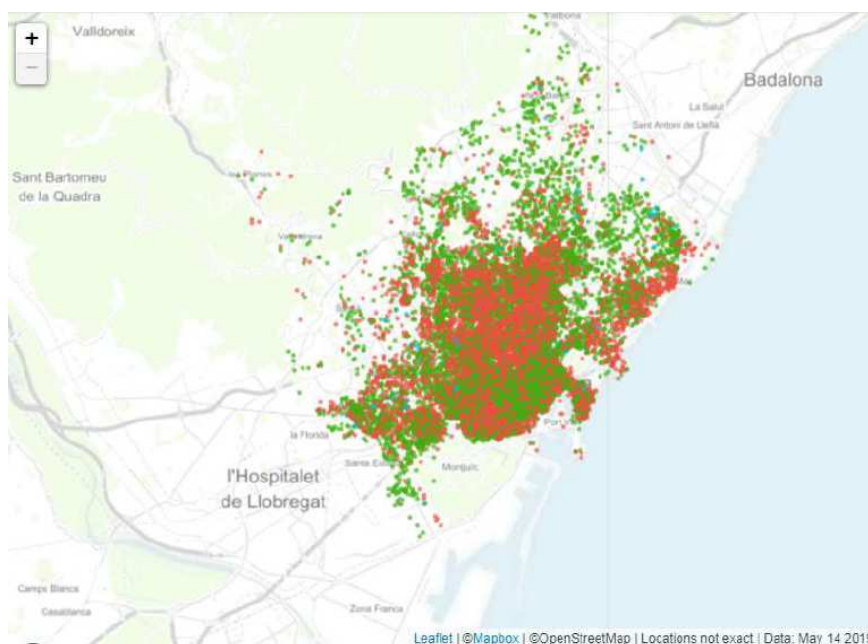 +
−
Valldoreix
Badalona
La Salut
Sant Antoni de Llefià
Sant Bartomeu
de la Quadra
la Florida
l'Hospitalet
de Llobregat
Montjuïc
Camps Blanca
Casablanca
Zona Franca
Leaflet | ©Mapbox | ©OpenStreetMap | Locations not exact | Data: May 14 201